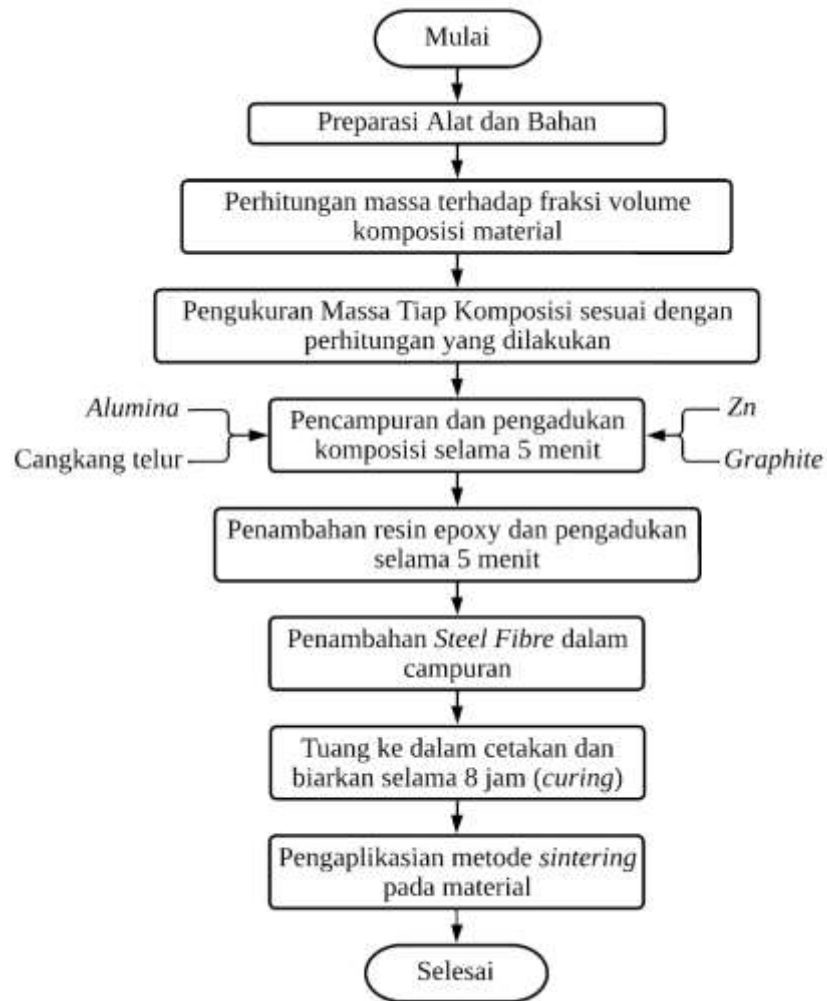 Mulai
Preparasi Alat dan Bahan
Perhitungan massa terhadap fraksi volume
komposisi material
Pengukuran Massa Tiap Komposisi sesuai dengan
perhitungan yang dilakukan
Alumina
Cangkang telur
Pencampuran dan pengadukan
komposisi selama 5 menit
Zn
Graphite
Penambahan resin epoxy dan pengadukan
selama 5 menit
Penambahan Steel Fibre dalam
campuran
Tuang ke dalam cetakan dan
biarkan selama 8 jam (curing)
Pengaplikasian metode sintering
pada material
Selesai